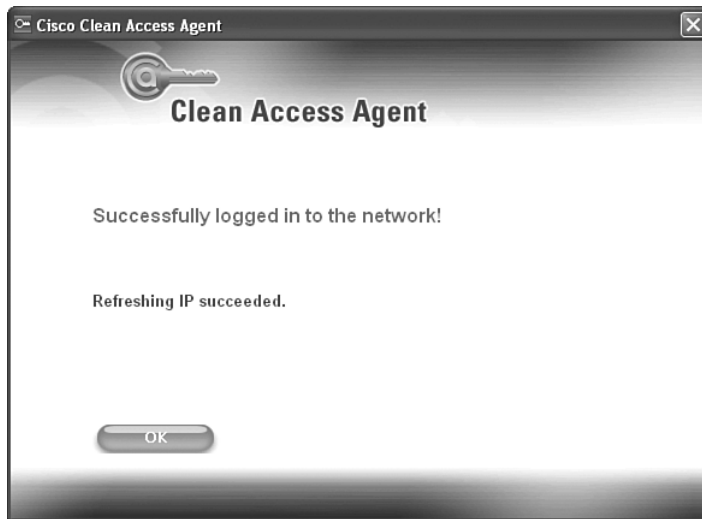 Cisco Clean Access Agent
Clean Access Agent
Successfully logged in to the network!
Refreshing IP succeeded.
OK